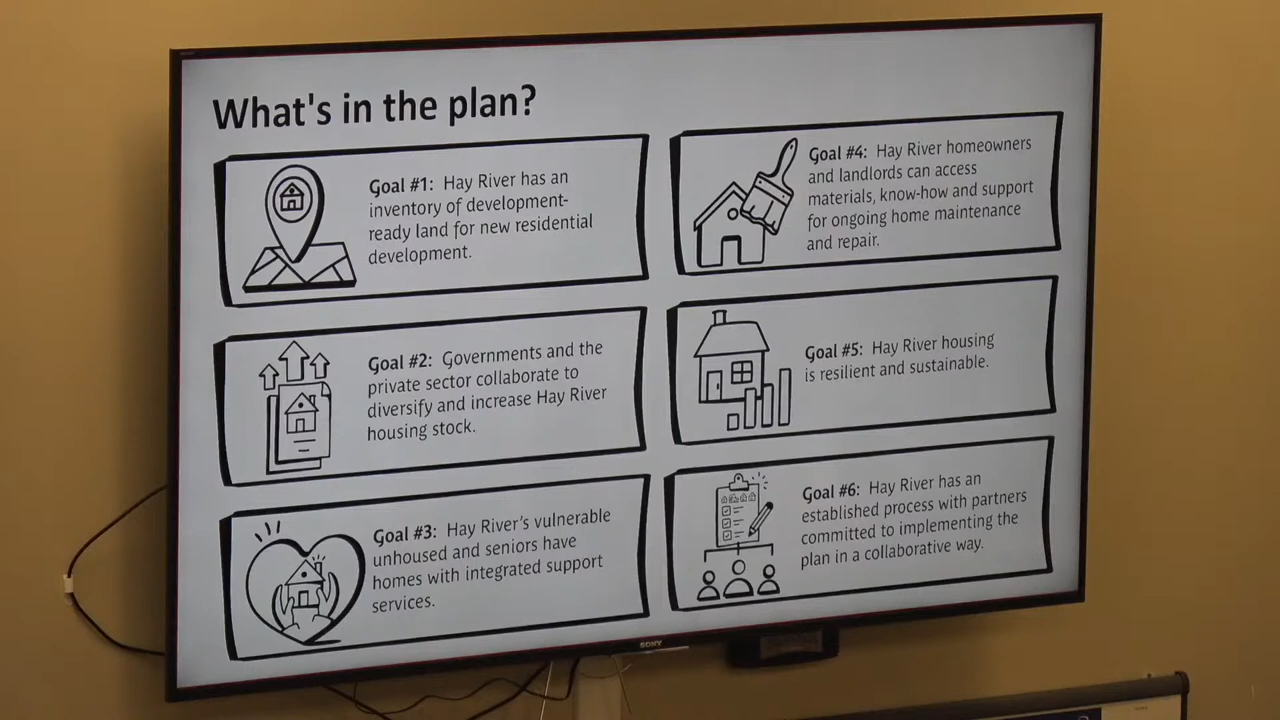 What's in the plan?
Goal #1: Hay River has an
inventory of development-
ready land for new residential
development.
Goal #2: Governments and the
private sector collaborate to
diversify and increase Hay River
housing stock.
Goal #3: Hay River's vulnerable
unhoused and seniors have
homes with integrated support
services.
Goal #4: Hay River homeowners
and landlords can access
materials, know-how and support
for ongoing home maintenance
and repair.
Goal #5: Hay River housing
is resilient and sustainable.
Goal #6: Hay River has an
established process with partners
committed to implementing the
plan in a collaborative way.
SONY